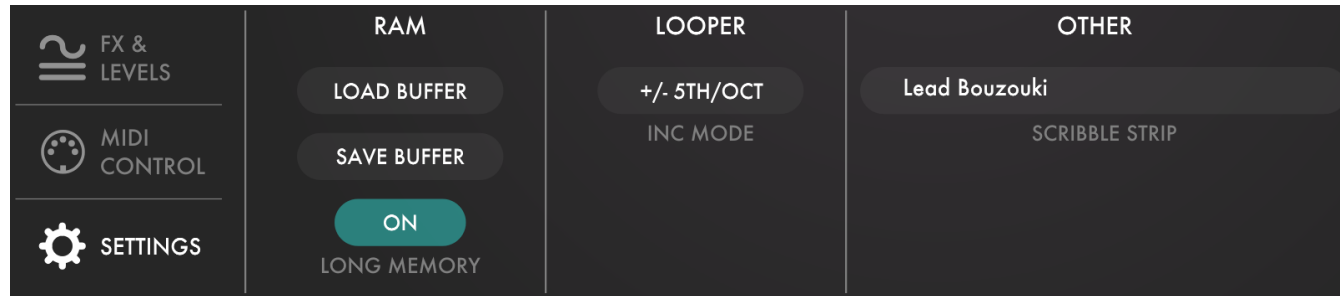 FX &
LEVELS
MIDI
CONTROL
SETTINGS
RAM
LOAD BUFFER
SAVE BUFFER
ON
LONG MEMORY
LOOPER
+/- 5TH/OCT
INC MODE
OTHER
Lead Bouzouki
SCRIBBLE STRIP